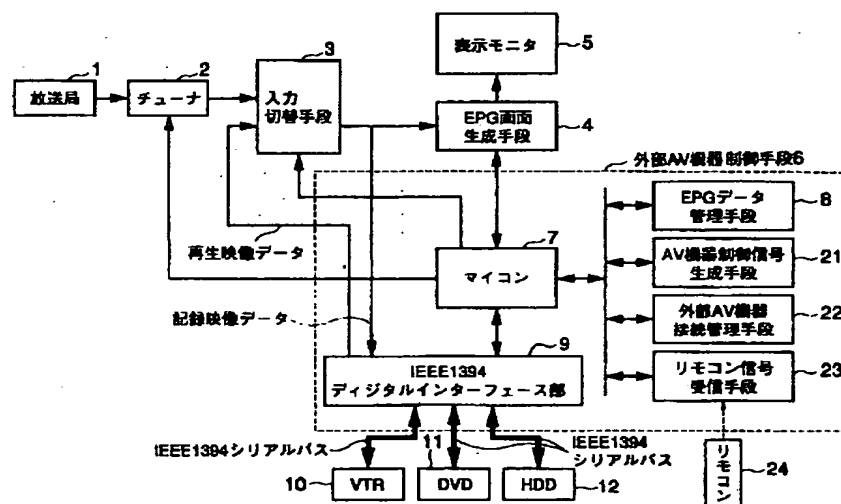 1
放送局
2
チューナ
3
入力
切替手段
5
表示モニタ
EPG画面
生成手段
4
外部AV機器制御手段6
EPGデータ
管理手段
8
再生映像データ
7
マイコン
AV機器制御信号
生成手段
21
記録映像データ
外部AV機器
接続管理手段
22
9
IEEE1394
ディジタルインターフェース部
リモコン信号
受信手段
23
IEEE1394シリアルバス
IEEE1394
シリアルバス
10
VTR
11
DVD
HDD
12
リモコン
24